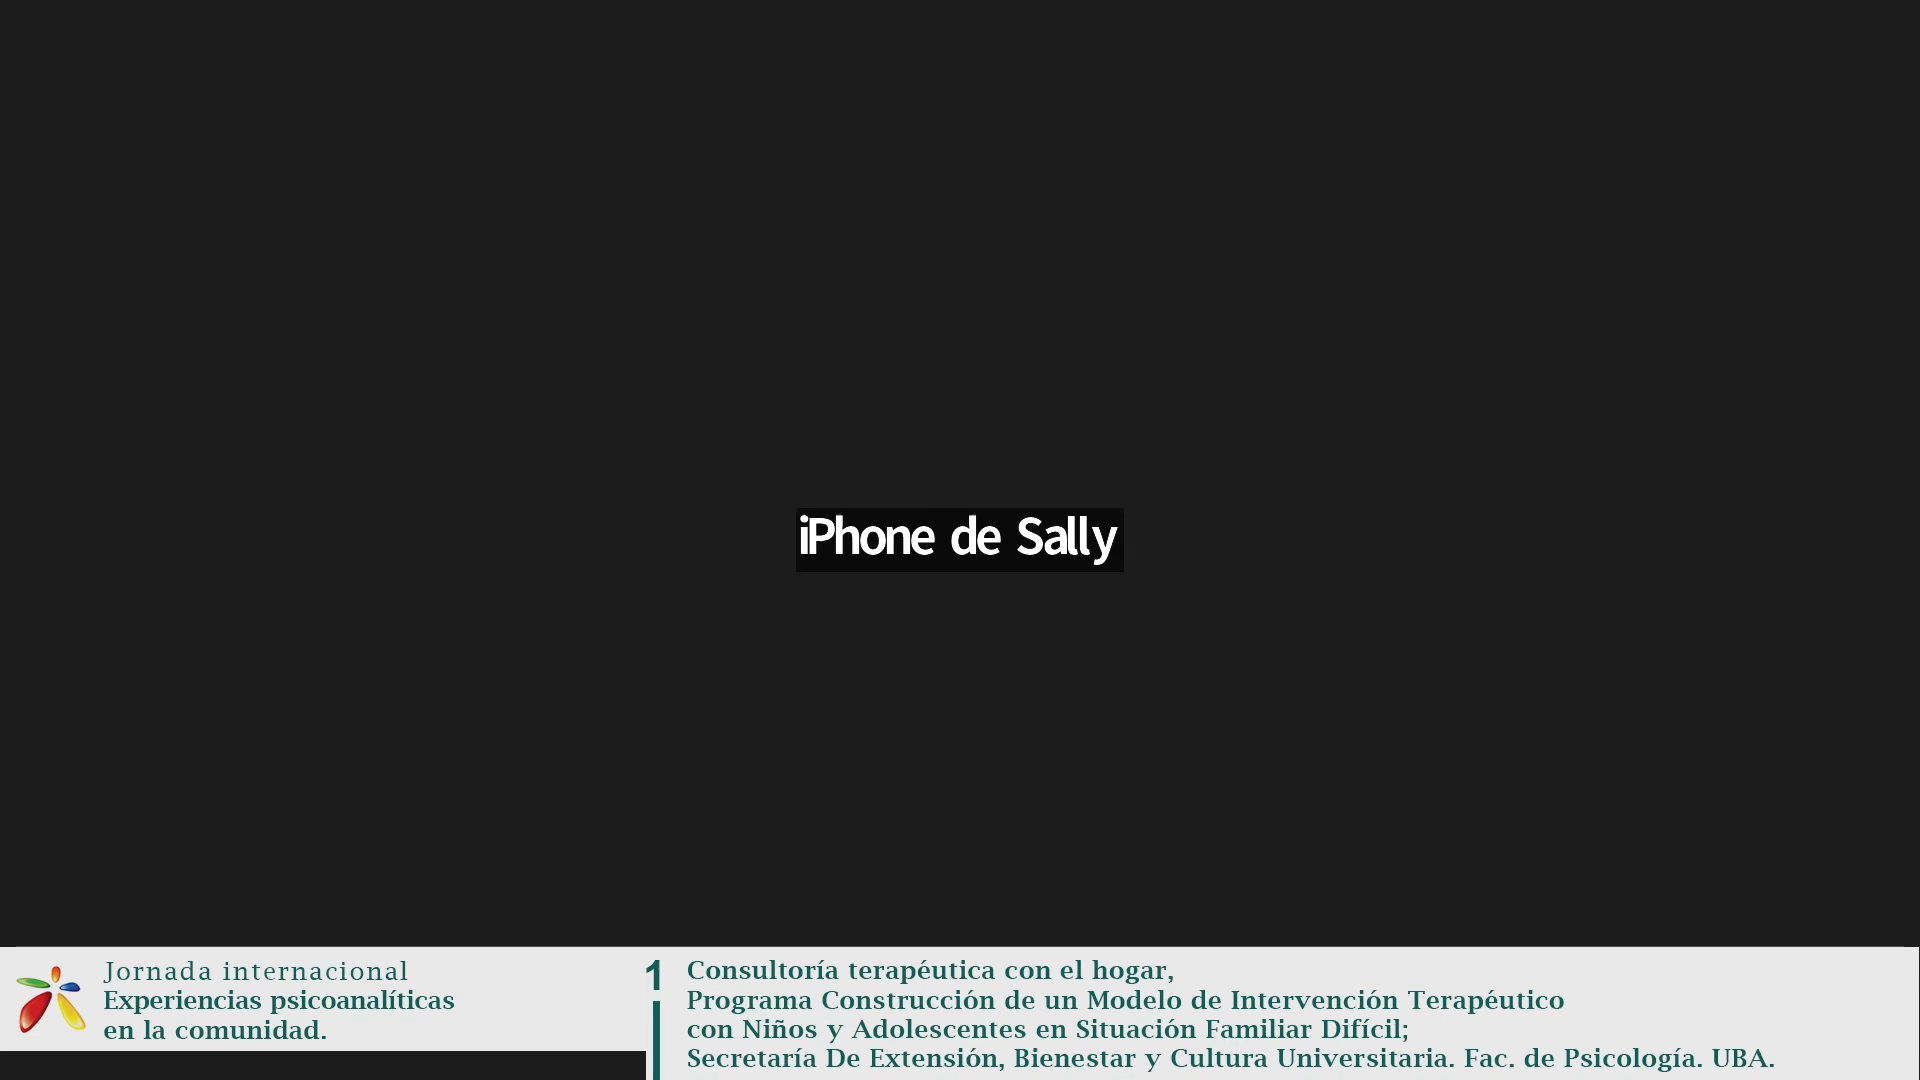 iPhone de Sally
Jornada internacional
Experiencias psicoanalíticas
en la comunidad.
1
Consultoría terapéutica con el hogar,
Programa Construcción de un Modelo de Intervención Terapéutico
con Niños y Adolescentes en Situación Familiar Difícil;
Secretaría De Extensión, Bienestar y Cultura Universitaria. Fac. de Psicología. UBA.